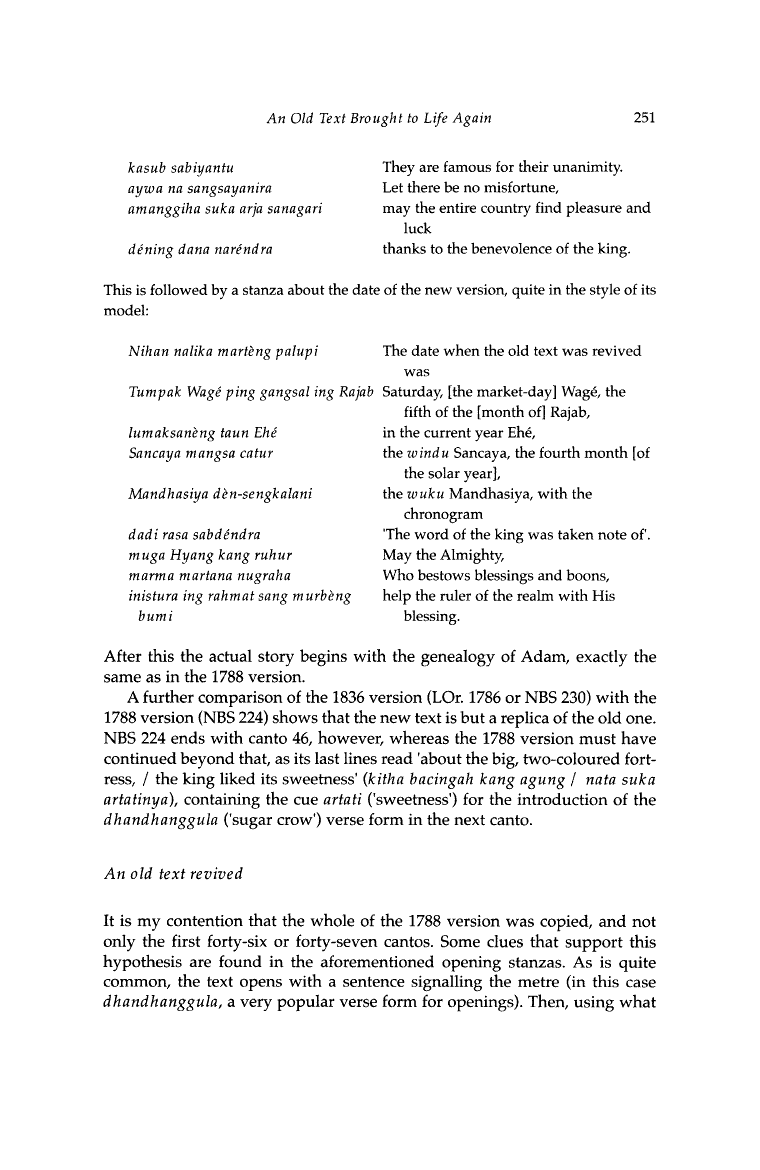 An Old Text Brought to Life Again 251
kasub sabiyantu They are famous for their unanimity.
aywa na sangsayanira Let there be no misfortune,
amanggiha suka arja sanagari may the entire country find pleasure and
luck
déning dana naréndra thanks to the benevolence of the king.
This is followed by a stanza about the date of the new version, quite in the style of its
model:
Nihan nalika martèng palupi The date when the old text was revived
was
Tumpak Wagé ping gangsal ing Rajab Saturday, [the market-day] Wagé, the
fifth of the [month of] Rajab,
lumaksanèng taun Ehé in the current year Ehé,
Sancaya mangsa catur the windu Sancaya, the fourth month [of
the solar year],
Mandhasiya dèn-sengkalani the wuku Mandhasiya, with the
chronogram
dadi rasa sabdéndra 'The word of the king was taken note of'.
muga Hyang kang ruhur May the Almighty,
marma martana nugraha Who bestows blessings and boons,
inistura ing rahmat sang murbèng help the ruler of the realm with His
bumi blessing.
After this the actual story begins with the genealogy of Adam, exactly the
same as in the 1788 version.
A further comparison of the 1836 version (LOr. 1786 or NBS 230) with the
1788 version (NBS 224) shows that the new text is but a replica of the old one.
NBS 224 ends with canto 46, however, whereas the 1788 version must have
continued beyond that, as its last lines read 'about the big, two-coloured fort-
ress, / the king liked its sweetness' (kitha bacingah kang agung / nata suka
artatinya), containing the cue artati ('sweetness') for the introduction of the
dhandhanggula ('sugar crow') verse form in the next canto.
An old text revived
It is my contention that the whole of the 1788 version was copied, and not
only the first forty-six or forty-seven cantos. Some clues that support this
hypothesis are found in the aforementioned opening stanzas. As is quite
common, the text opens with a sentence signalling the metre (in this case
dhandhanggula, a very popular verse form for openings). Then, using what